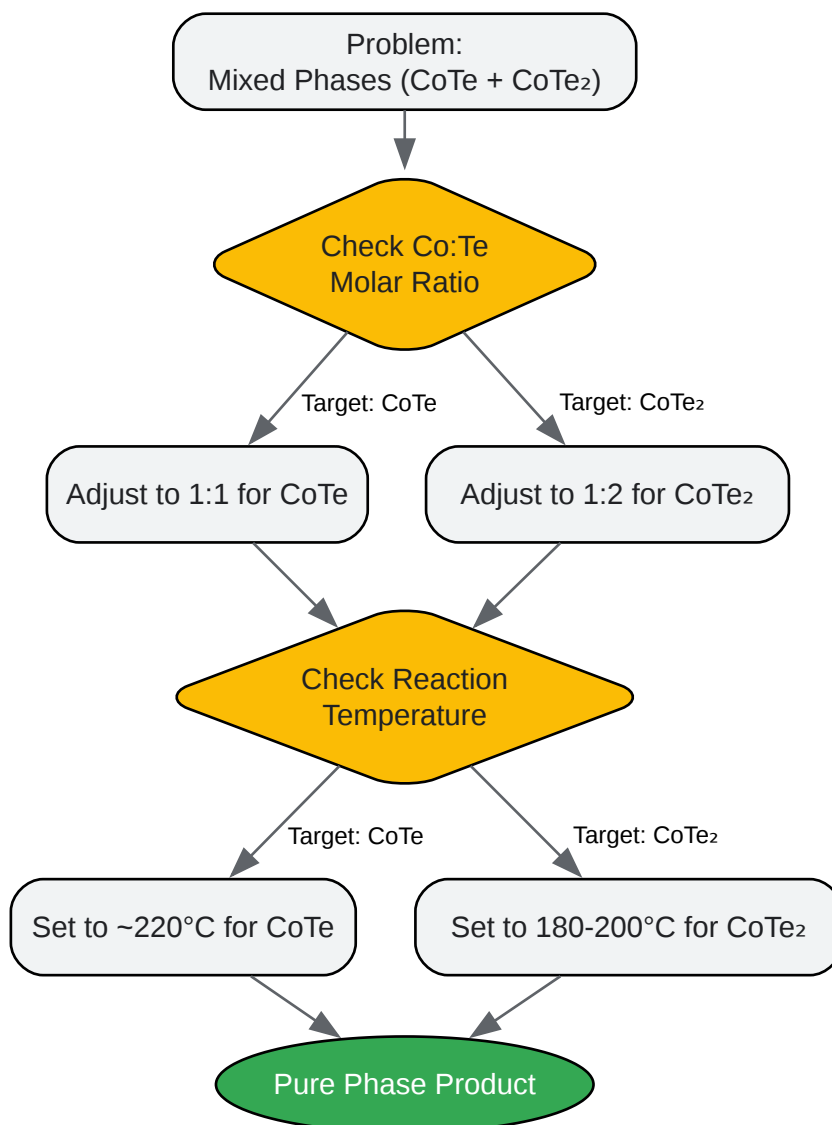 Problem:
Mixed Phases (CoTe + CoTe₂)
Check Co:Te
Molar Ratio
Target: CoTe
Target: CoTe₂
Adjust to 1:1 for CoTe
Adjust to 1:2 for CoTe₂
Check Reaction
Temperature
Target: CoTe
Target: CoTe₂
Set to ~220°C for CoTe
Set to 180-200°C for CoTe₂
Pure Phase Product